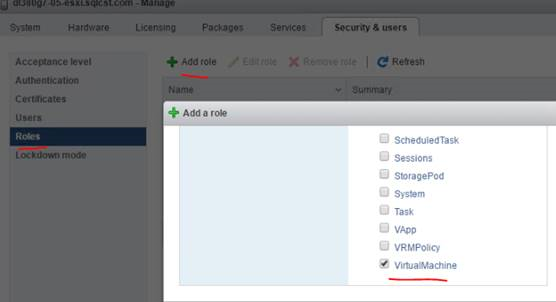 dl380g7-05-esxi.sqlcst.com - Manage
System Hardware Licensing Packages Services Security & users
Acceptance level
Authentication
Certificates
Users
Roles
Lockdown mode
Add role Edit role Remove role Refresh
Name Summary
Add a role
ScheduledTask
Sessions
StoragePod
System
Task
VApp
VRMPolicy
VirtualMachine